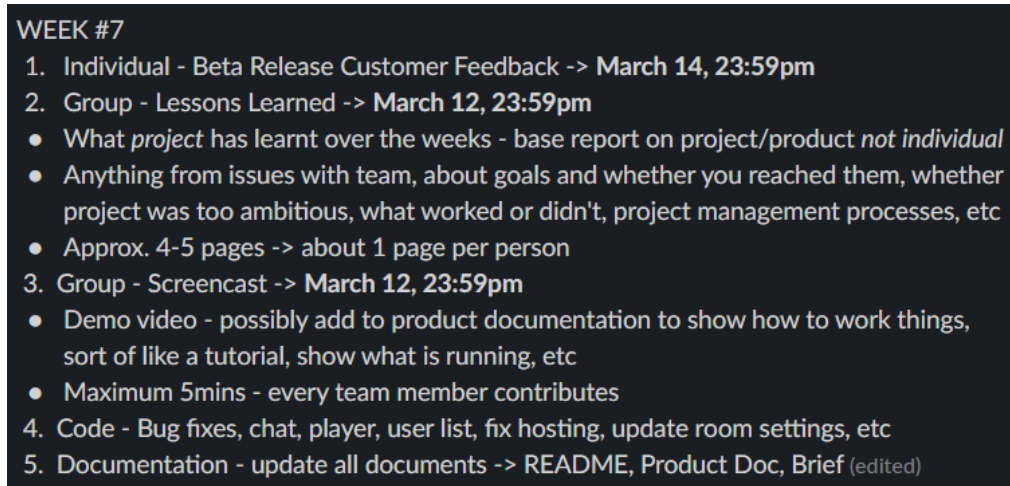 WEEK #7
1. Individual - Beta Release Customer Feedback -> March 14, 23:59pm
2. Group - Lessons Learned -> March 12, 23:59pm
● What project has learnt over the weeks - base report on project/product not individual
● Anything from issues with team, about goals and whether you reached them, whether
project was too ambitious, what worked or didn't, project management processes, etc
● Approx. 4-5 pages -> about 1 page per person
3. Group - Screencast -> March 12, 23:59pm
● Demo video - possibly add to product documentation to show how to work things,
sort of like a tutorial, show what is running, etc
● Maximum 5mins - every team member contributes
4. Code - Bug fixes, chat, player, user list, fix hosting, update room settings, etc
5. Documentation - update all documents -> README, Product Doc, Brief (edited)